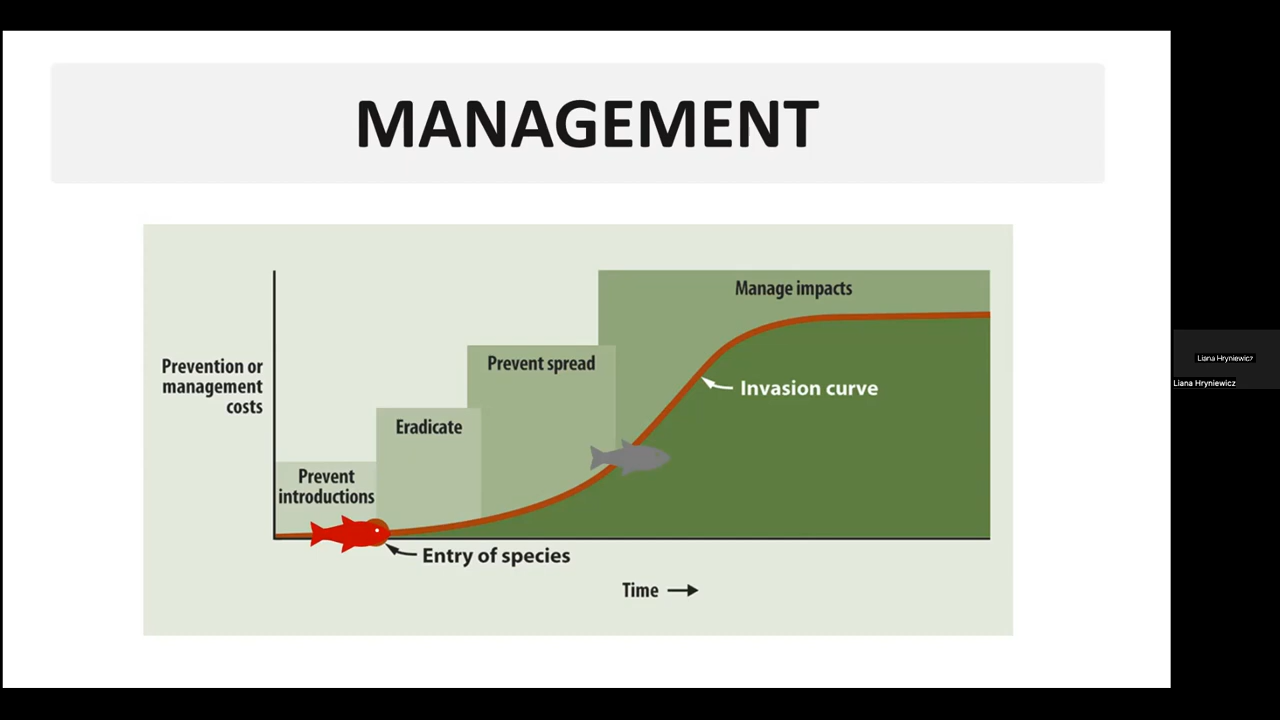 MANAGEMENT
Manage impacts
Prevent spread
Prevention or
management
costs
Invasion curve
Eradicate
Prevent
introductions
Entry of species
Time
Liana Hryniewicz
Liana Hryniewicz